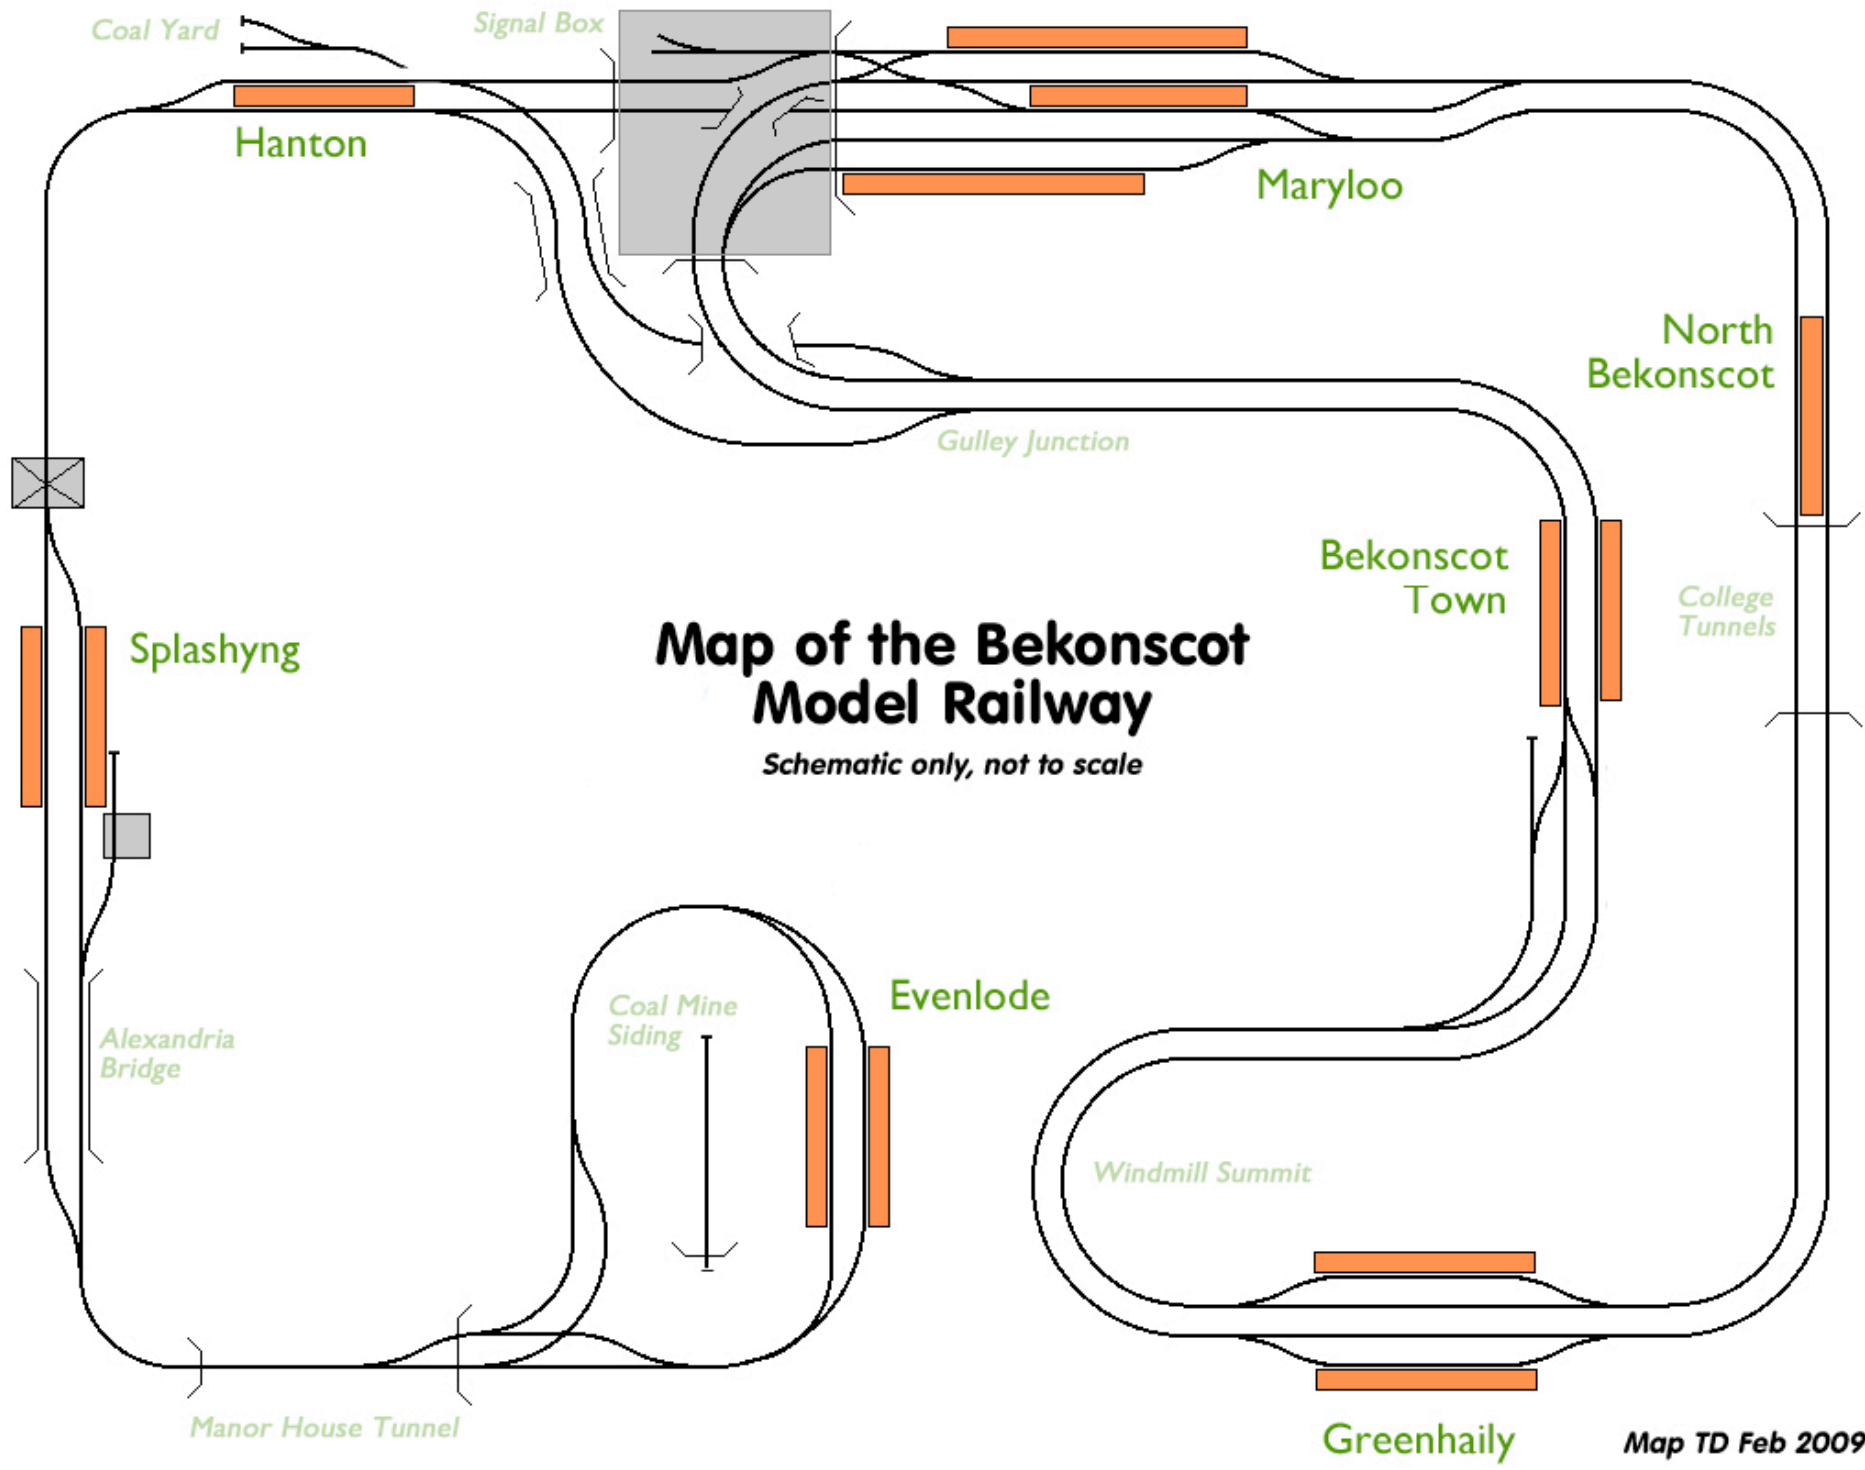 Coal Yard
Signal Box
Hanton
Maryloo
North
Bekonscot
Gulley Junction
Bekonscot
Town
College
Tunnels
Splashyng
Map of the Bekonscot
Model Railway
Schematic only, not to scale
Evenlode
Coal Mine
Siding
Alexandria
Bridge
Windmill Summit
Manor House Tunnel
Greenhaily
Map TD Feb 2009